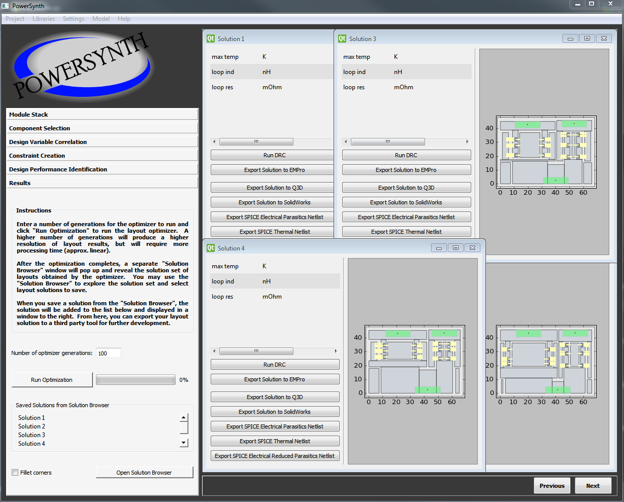 PowerSynth
Project Libraries Settings Model Help
POWERSYNTH
Module Stack
Component Selection
Design Variable Correlation
Constraint Creation
Design Performance Identification
Results
Instructions
Enter a number of generations for the optimizer to run and
click "Run Optimization" to run the layout optimizer. A
higher number of generations will produce a higher
resolution of layout results, but will require more
processing time (approx. linear).
After the optimization completes, a separate "Solution
Browser" window will pop up and reveal the solution set of
layouts obtained by the optimizer. You may use the
"Solution Browser" to explore the solution set and select
layout solutions to save.
When you save a solution from the "Solution Browser", the
solution will be added to the list below and displayed in a
window to the right. From here, you can export your layout
solution to a third party tool for further development.
Number of optimizer generations: 100
Run Optimization 0%
Saved Solutions from Solution Browser
Solution 1
Solution 2
Solution 3
Solution 4
Fillet corners Open Solution Browser
Qt Solution 1
max temp K
loop ind nH
loop res mOhm
Run DRC
Export Solution to EMPro
Export Solution to Q3D
Export Solution to SolidWorks
Export SPICE Electrical Parasitics Netlist
Export SPICE Thermal Netlist
Qt Solution 3
max temp K
loop ind nH
loop res mOhm
Run DRC
Export Solution to EMPro
Export Solution to Q3D
Export Solution to SolidWorks
Export SPICE Electrical Parasitics Netlist
Export SPICE Thermal Netlist
40
30
20
10
0
0 10 20 30 40 50 60
Qt Solution 4
max temp K
loop ind nH
loop res mOhm
Run DRC
Export Solution to EMPro
Export Solution to Q3D
Export Solution to SolidWorks
Export SPICE Electrical Parasitics Netlist
Export SPICE Thermal Netlist
Export SPICE Electrical Reduced Parasitics Netlist
40
30
20
10
0
0 10 20 30 40 50 60
40
30
20
10
0
0 10 20 30 40 50 60
Previous Next